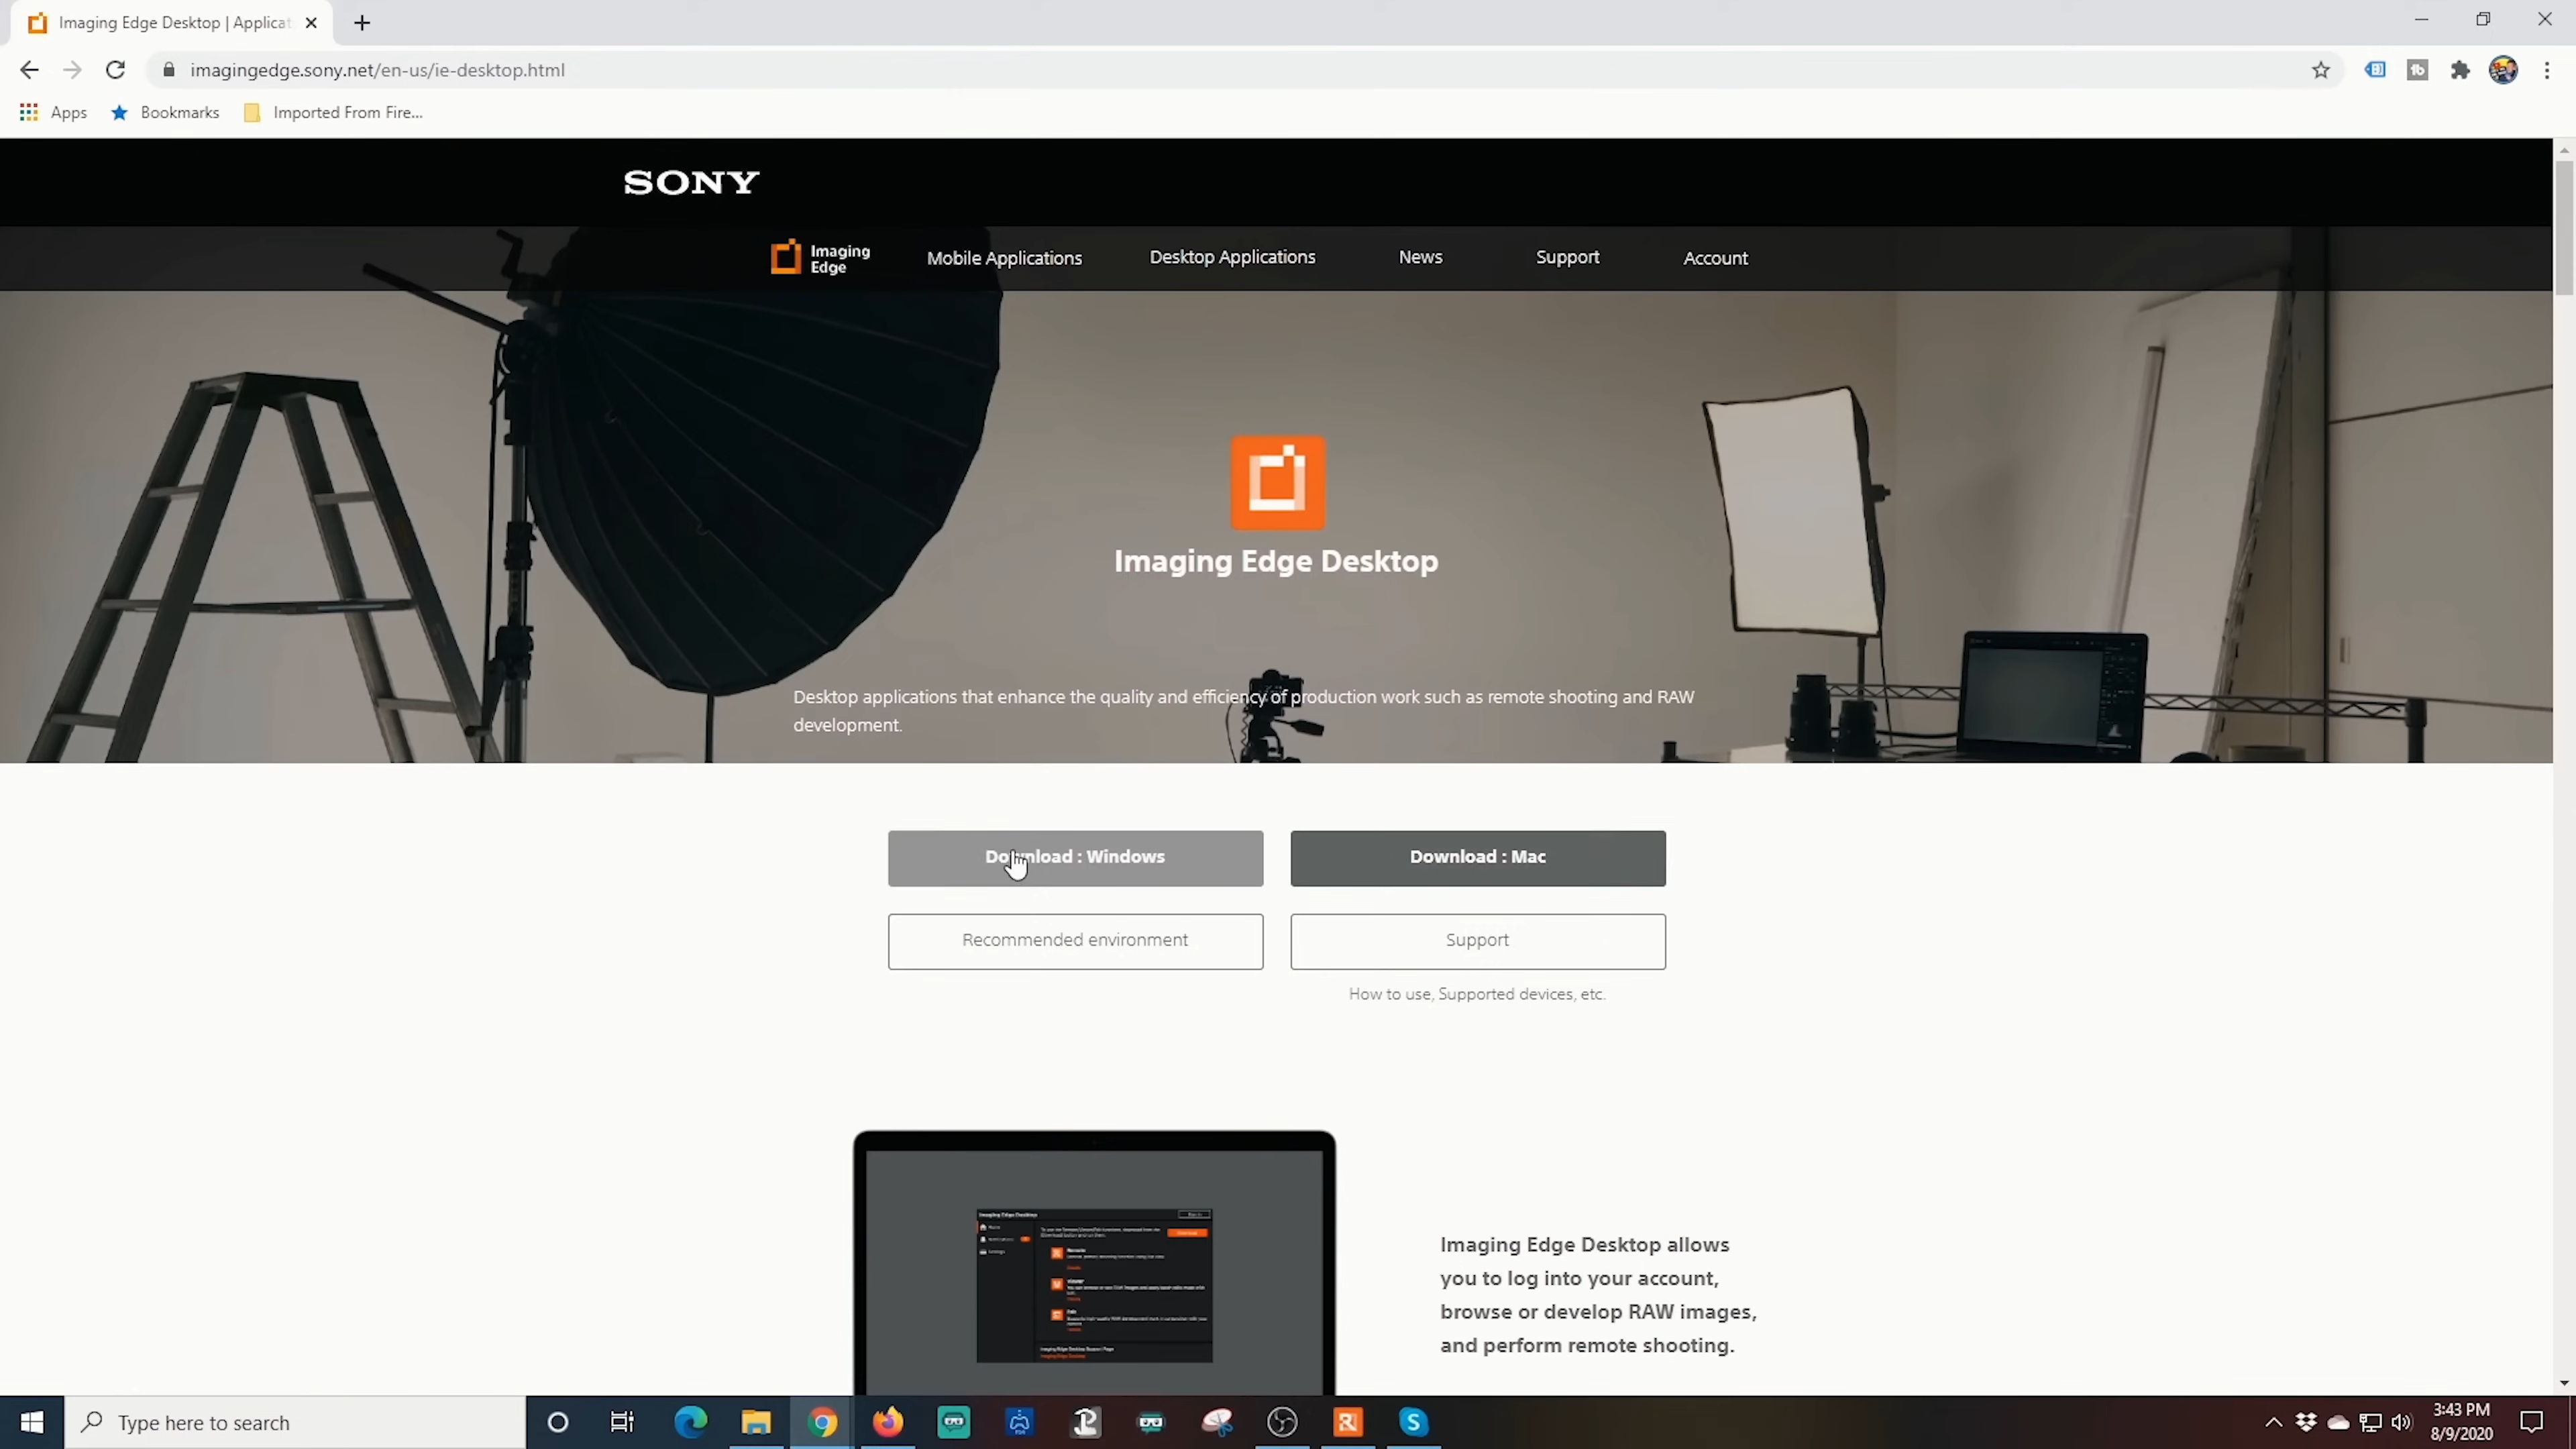 Imaging Edge Desktop | Applicat
imagingedge.sony.net/en-us/ie-desktop.html
Apps
Bookmarks
Imported From Fire...
SONY
Imaging Edge
Mobile Applications
Desktop Applications
News
Support
Account
Imaging Edge Desktop
Desktop applications that enhance the quality and efficiency of production work such as remote shooting and RAW
development.
Download : Windows
Download : Mac
Recommended environment
Support
How to use, Supported devices, etc.
Imaging Edge Desktop
Home
Imaging Edge Desktop allows
you to log into your account,
browse or develop RAW images,
and perform remote shooting.
Type here to search
3:43 PM
8/9/2020